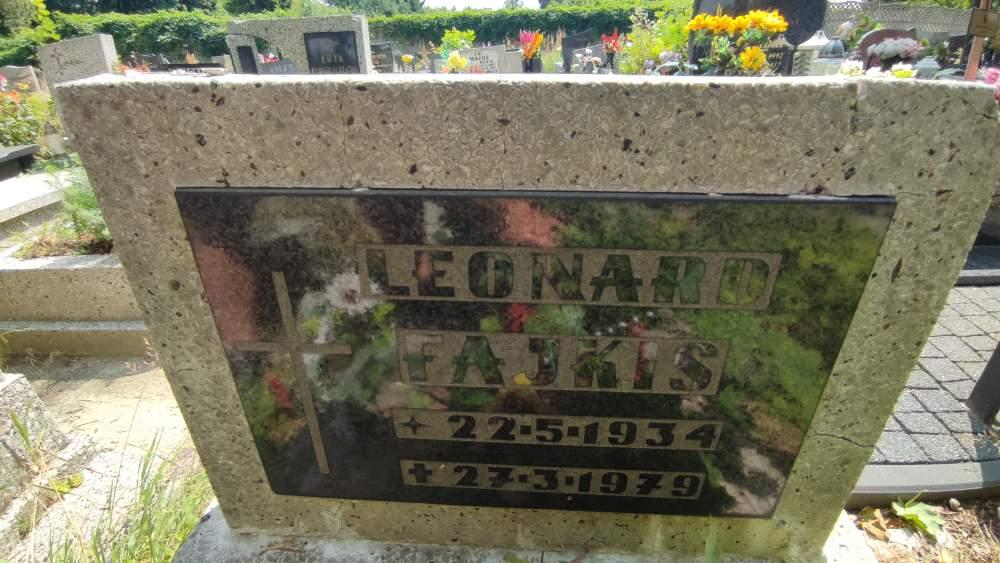 LEONARD
FAJKIS
22-5-1934
✝ 27-3-1979